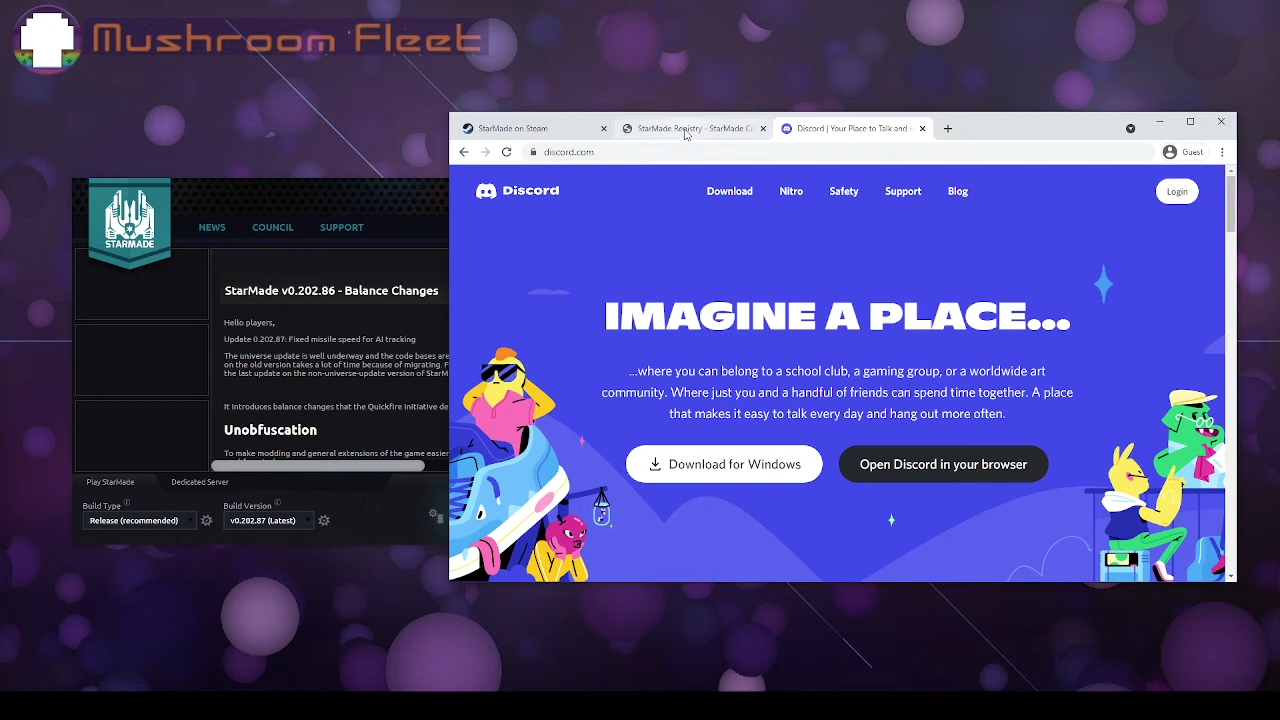 Mushroom Fleet
StarMade on Steam
StarMade Registry - StarMade Ci
Discord | Your Place to Talk and H
discord.com
Guest
Discord
Download
Nitro
Safety
Support
Blog
Login
IMAGINE A PLACE...
...where you can belong to a school club, a gaming group, or a worldwide art
community. Where just you and a handful of friends can spend time together. A place
that makes it easy to talk every day and hang out more often.
Download for Windows
Open Discord in your browser
STARMADE
NEWS
COUNCIL
SUPPORT
StarMade v0.202.86 - Balance Changes
Hello players,
Update 0.202.87: Fixed missile speed for AI tracking
The universe update is well underway and the code bases are
on the old version takes a lot of time because of migrating. F
the last update on the non-universe-update version of StarM
It introduces balance changes that the Quickfire Initiative de
Unobfuscation
To make modding and general extensions of the game easier
Play StarMade
Dedicated Server
Build Type
Build Version
Release (recommended)
v0.202.87 (Latest)